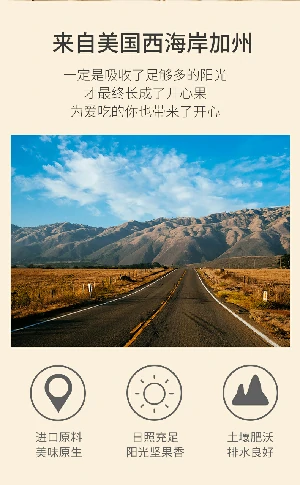 来自美国西海岸加州
一定是吸收了足够多的阳光
才最终长成了开心果
为爱吃的你也带来了开心
进口原料
美味原生
日照充足
阳光坚果香
土壤肥沃
排水良好